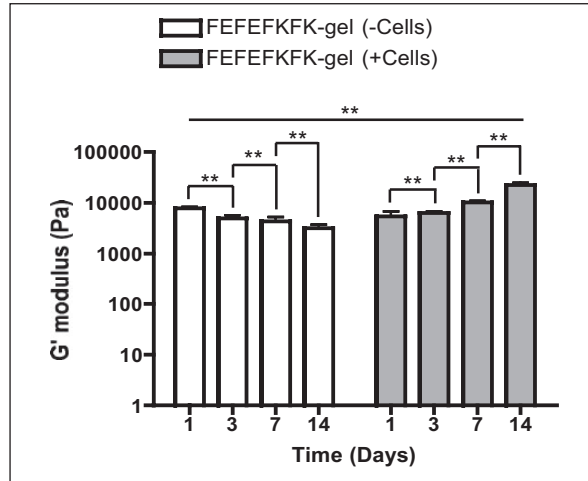 FEFEFKFK-gel (-Cells)
FEFEFKFK-gel (+Cells)
**
**
**
**
**
**
**
100000
10000
1000
100
10
1
G' modulus (Pa)
1 3 7 14 1 3 7 14
Time (Days)